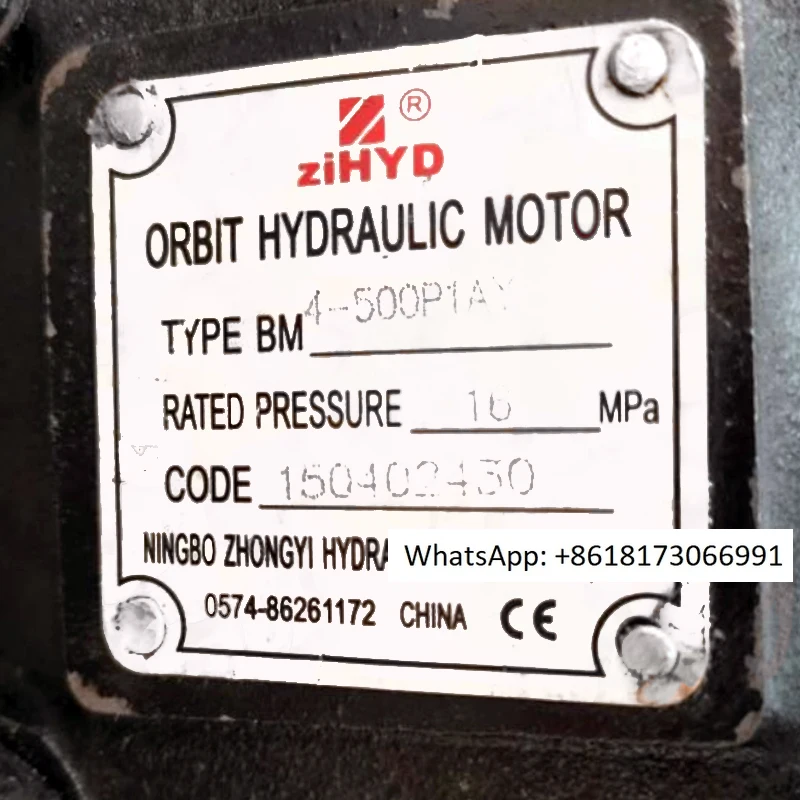 ®
ziHYD
ORBIT HYDRAULIC MOTOR
TYPE BM 4-500P1AY
RATED PRESSURE 16 MPa
CODE 150402430
NINGBO ZHONGYI HYDRA
WhatsApp: +8618173066991
0574-86261172 CHINA CE